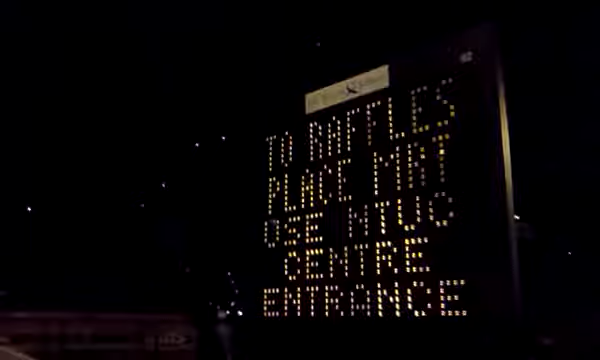 TO RAFFLES
PLACE MRT
USE NTUC
CENTRE
ENTRANCE